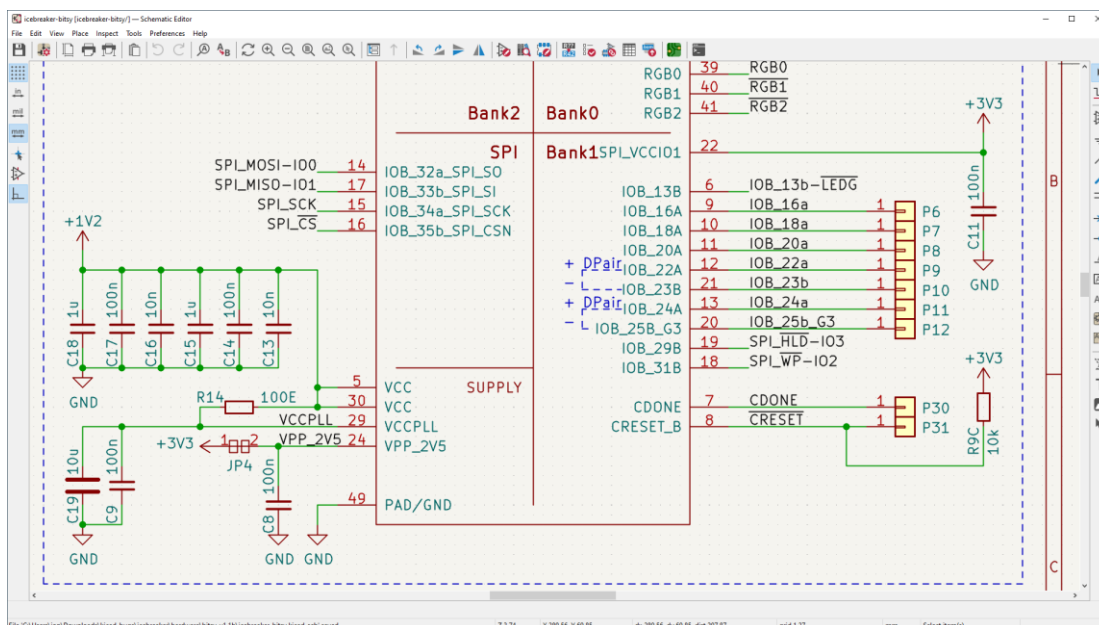 icebreaker-bitsy [icebreaker-bitsy/] — Schematic Editor
File Edit View Place Inspect Tools Preferences Help
in
mil
mm
RGB0 39 RGB0
RGB1 40 RGB1
RGB2 41 RGB2
Bank2 Bank0
+3V3
SPI Bank1 SPI_VCCIO1 22
SPI_MOSI-IO0 14 IOB_32a_SPI_SO
SPI_MISO-IO1 17 IOB_33b_SPI_SI
SPI_SCK 15 IOB_34a_SPI_SCK
SPI_CS 16 IOB_35b_SPI_CSN
IOB_13B 6 IOB_13b-LEDG
IOB_16A 9 IOB_16a 1 P6
IOB_18A 10 IOB_18a 1 P7
IOB_20A 11 IOB_20a 1 P8
+ DPair IOB_22A 12 IOB_22a 1 P9
- IOB_23B 21 IOB_23b 1 P10
+ DPair IOB_24A 13 IOB_24a 1 P11
- IOB_25B_G3 20 IOB_25b_G3 1 P12
IOB_29B 19 SPI_HLD-IO3
IOB_31B 18 SPI_WP-IO2
C11 100n
GND
B
+1V2
C18 1u
C17 100n
C16 10n
C15 1u
C14 100n
C13 10n
GND
5 VCC
SUPPLY
R14 100E
30 VCC
VCCPLL 29 VCCPLL
+3V3 1 2 VPP_2V5 24 VPP_2V5
JP4
CDONE 7 CDONE 1 P30
CRESET_B 8 CRESET 1 P31
+3V3
R9C 10k
C19 10u
C9 100n
C8 100n
49 PAD/GND
GND
GND
GND
C